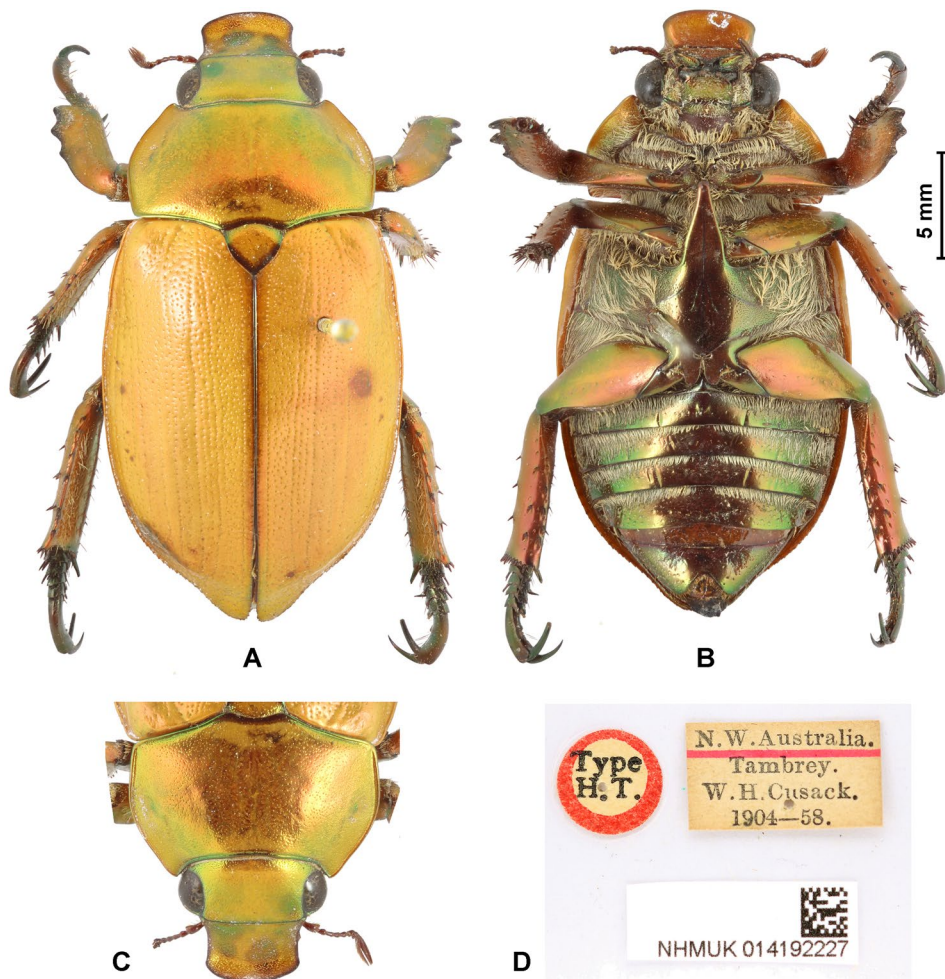 5 mm
A
B
C
D
Type
H.T.
N.W.Australia.
Tambrey.
W.H.Cusack.
1904—58.
NHMUK 014192227